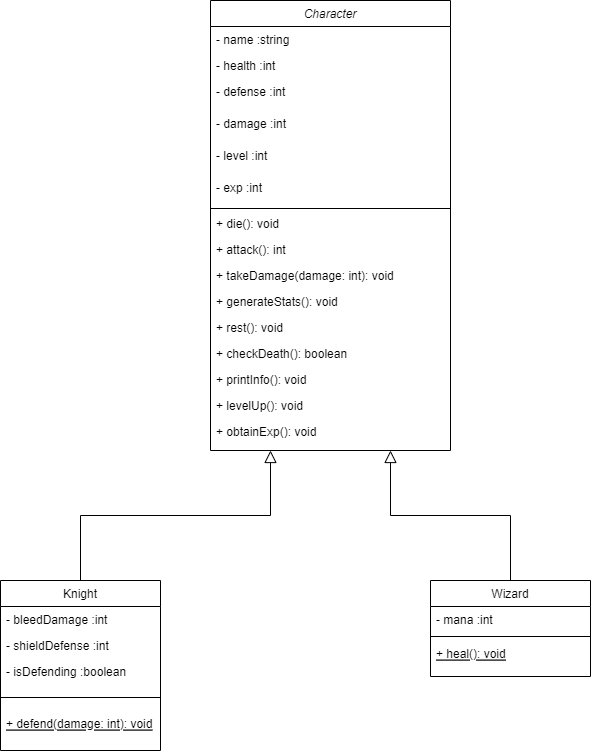 Character
- name :string
- health :int
- defense :int
- damage :int
- level :int
- exp :int
+ die(): void
+ attack(): int
+ takeDamage(damage: int): void
+ generateStats(): void
+ rest(): void
+ checkDeath(): boolean
+ printInfo(): void
+ levelUp(): void
+ obtainExp(): void
Knight
- bleedDamage :int
- shieldDefense :int
- isDefending :boolean
+ defend(damage: int): void
Wizard
- mana :int
+ heal(): void